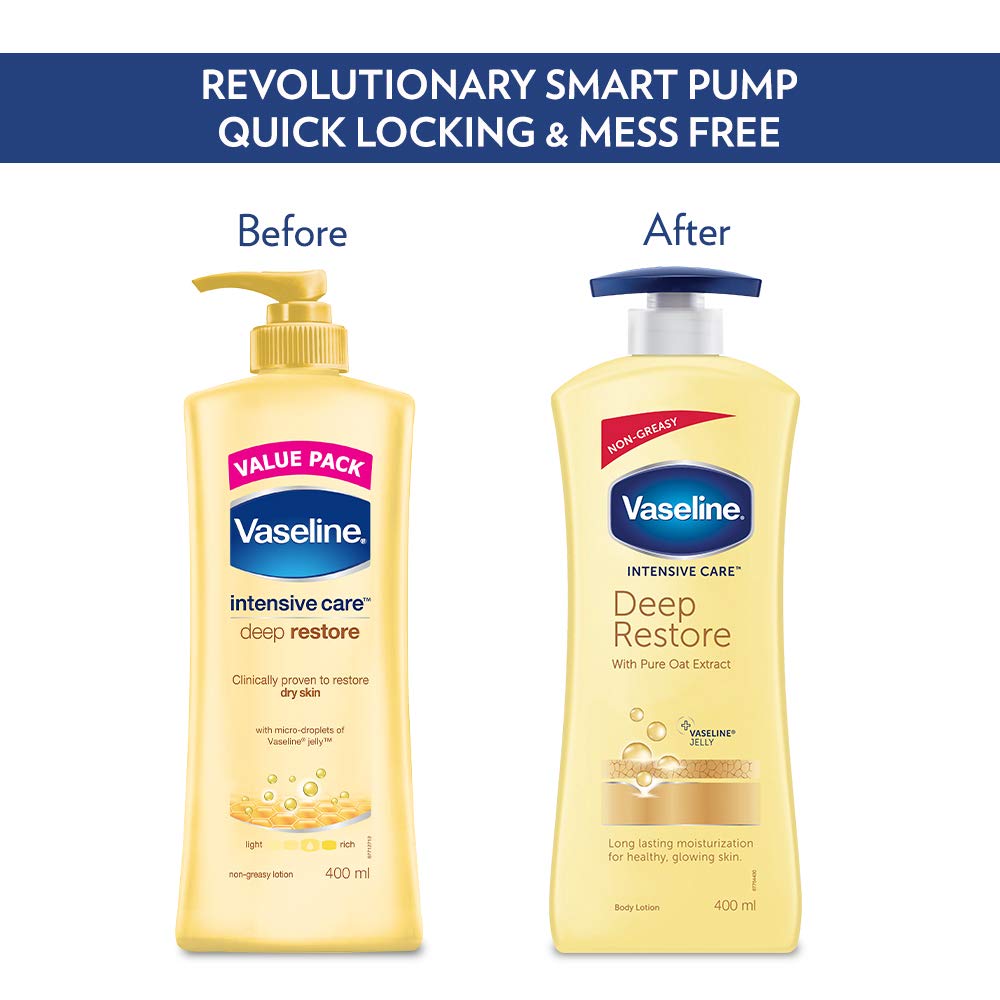 REVOLUTIONARY SMART PUMP
QUICK LOCKING & MESS FREE
Before
After
VALUE PACK
Vaseline®
intensive care™
deep restore
Clinically proven to restore
dry skin
with micro-droplets of
Vaseline® jelly™
light
rich
non-greasy lotion
400 ml
NON-GREASY
Vaseline®
INTENSIVE CARE™
Deep
Restore
With Pure Oat Extract
VASELINE®
JELLY
Long lasting moisturization
for healthy, glowing skin.
Body Lotion
400 ml